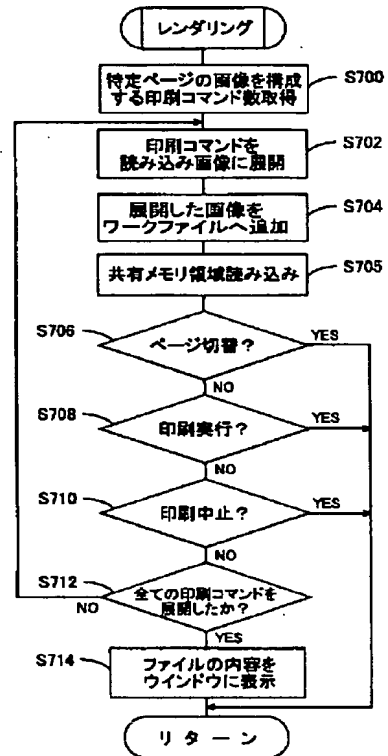 レンダリング
特定ページの画像を構成
する印刷コマンド数取得
S700
印刷コマンドを
読み込み画像に展開
S702
展開した画像を
ワークファイルへ追加
S704
共有メモリ領域読み込み
S705
S706
ページ切替?
YES
NO
S708
印刷実行?
YES
NO
S710
印刷中止?
YES
NO
S712
全ての印刷コマンドを
展開したか?
NO
YES
S714
ファイルの内容を
ウインドウに表示
リターン